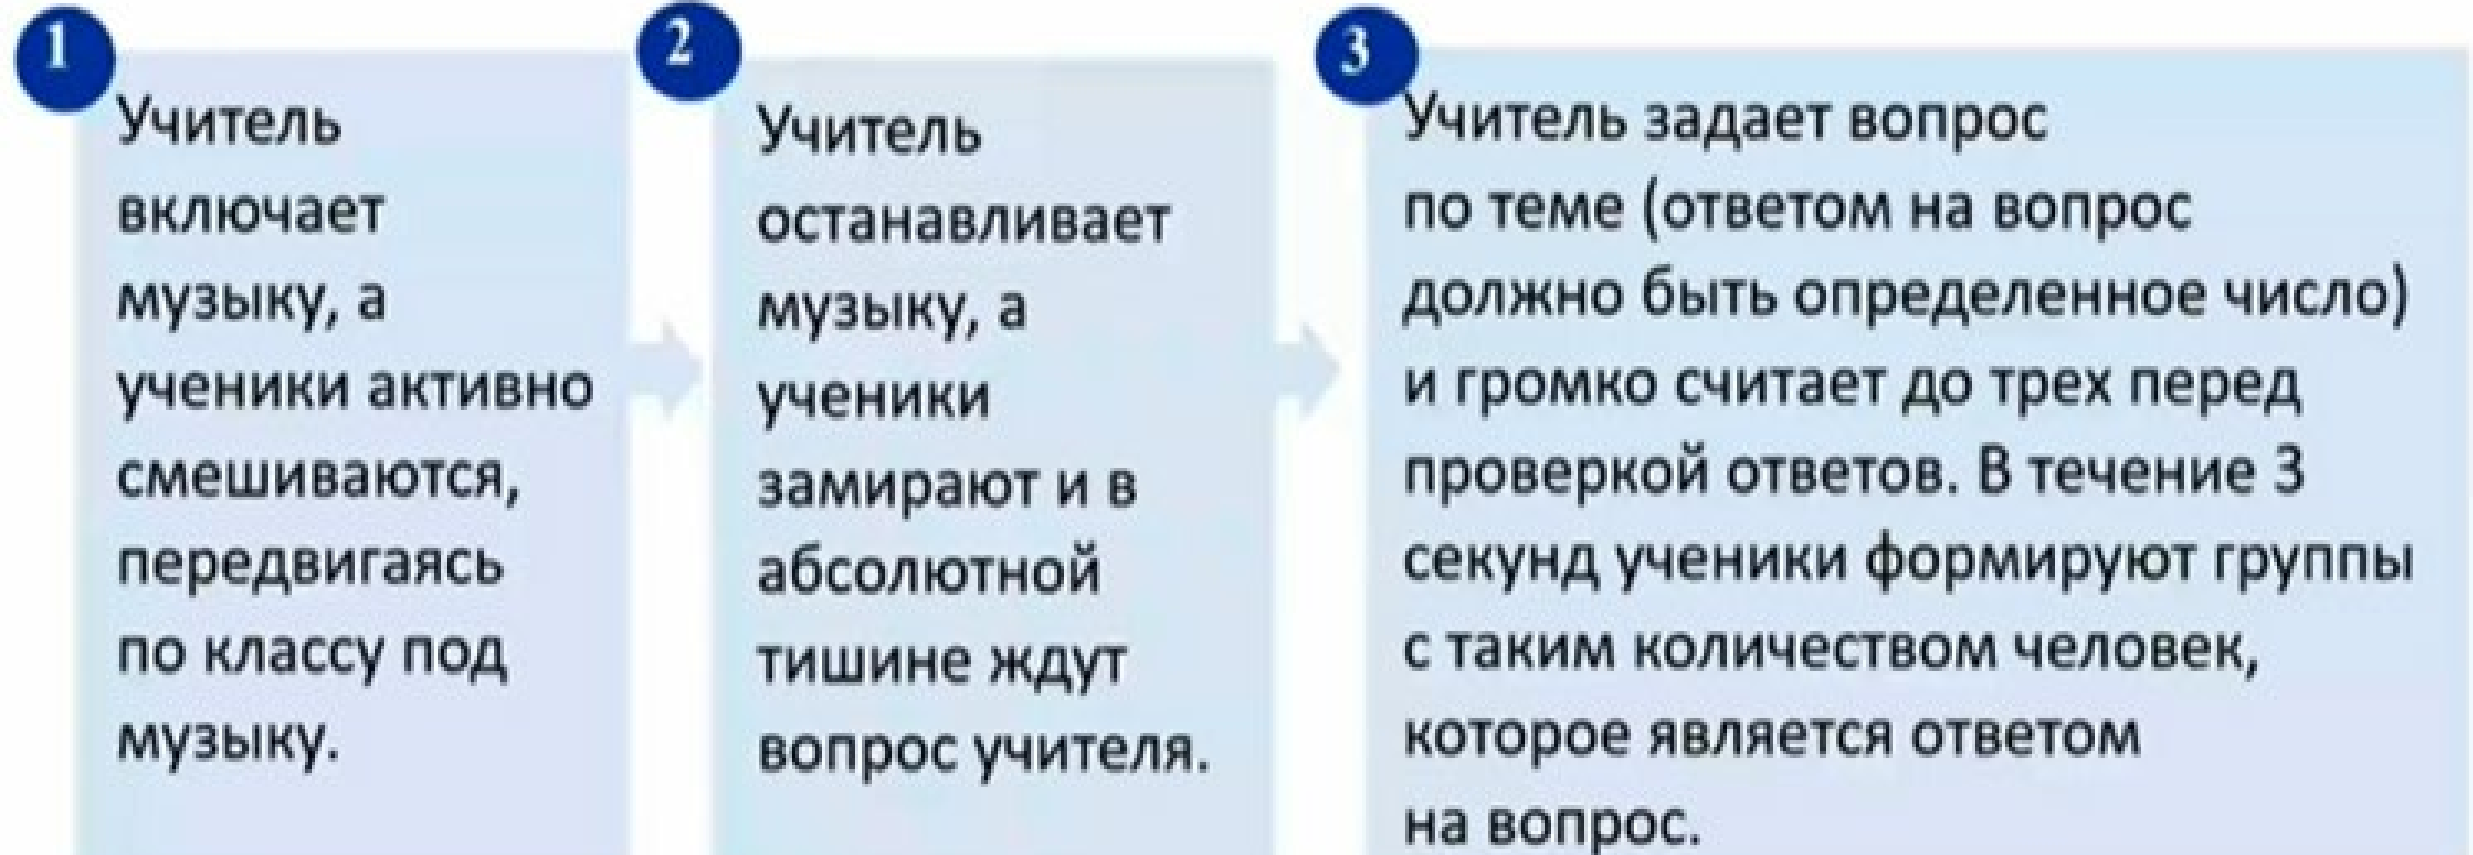 1
Учитель
включает
музыку, а
ученики активно
смешиваются,
передвигаясь
по классу под
музыку.
2
Учитель
останавливает
музыку, а
ученики
замирают и в
абсолютной
тишине ждут
вопрос учителя.
3
Учитель задает вопрос
по теме (ответом на вопрос
должно быть определенное число)
и громко считает до трех перед
проверкой ответов. В течение 3
секунд ученики формируют группы
с таким количеством человек,
которое является ответом
на вопрос.